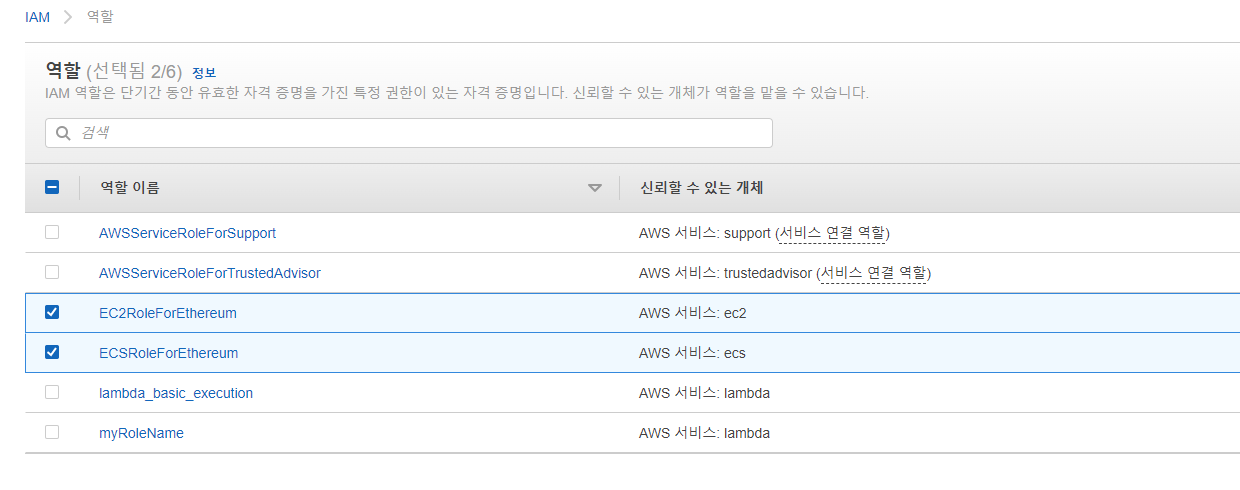 IAM > 역할
역할 (선택됨 2/6) 정보
IAM 역할은 단기간 동안 유효한 자격 증명을 가진 특정 권한이 있는 자격 증명입니다. 신뢰할 수 있는 개체가 역할을 맡을 수 있습니다.
검색
역할 이름 신뢰할 수 있는 개체
AWSServiceRoleForSupport AWS 서비스: support (서비스 연결 역할)
AWSServiceRoleForTrustedAdvisor AWS 서비스: trustedadvisor (서비스 연결 역할)
EC2RoleForEthereum AWS 서비스: ec2
ECSRoleForEthereum AWS 서비스: ecs
lambda_basic_execution AWS 서비스: lambda
myRoleName AWS 서비스: lambda